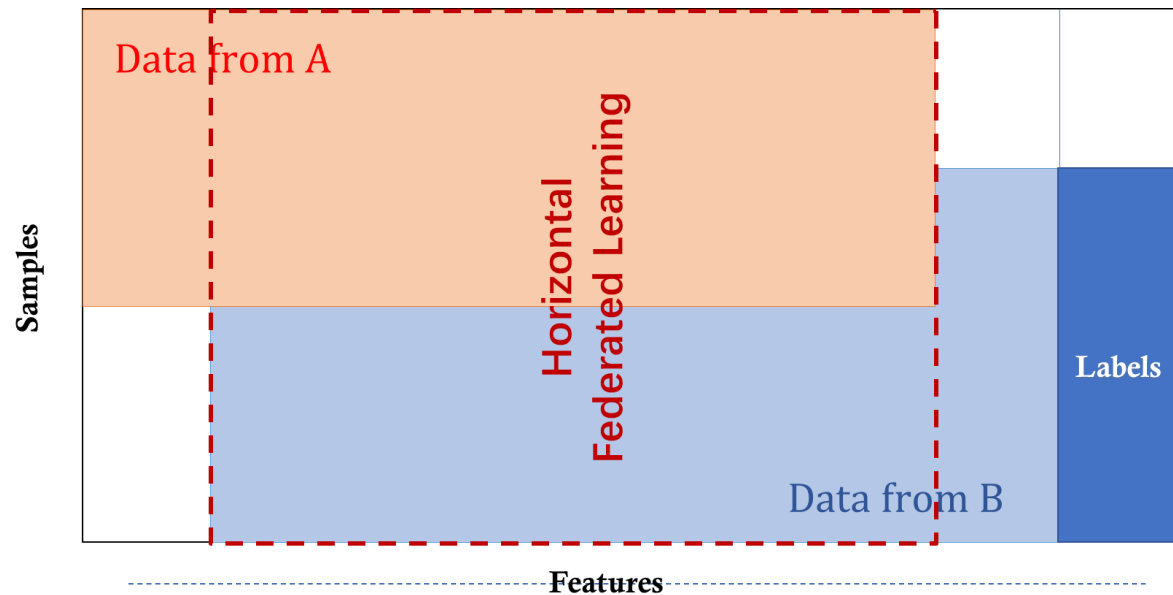 Data from A
Horizontal
Federated Learning
Samples
Labels
Data from B
Features